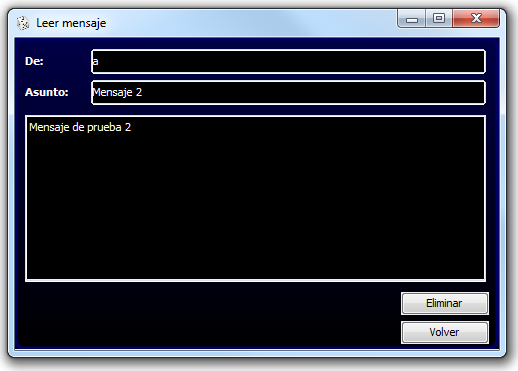 Leer mensaje
De: a
Asunto: Mensaje 2
Mensaje de prueba 2
Eliminar
Volver